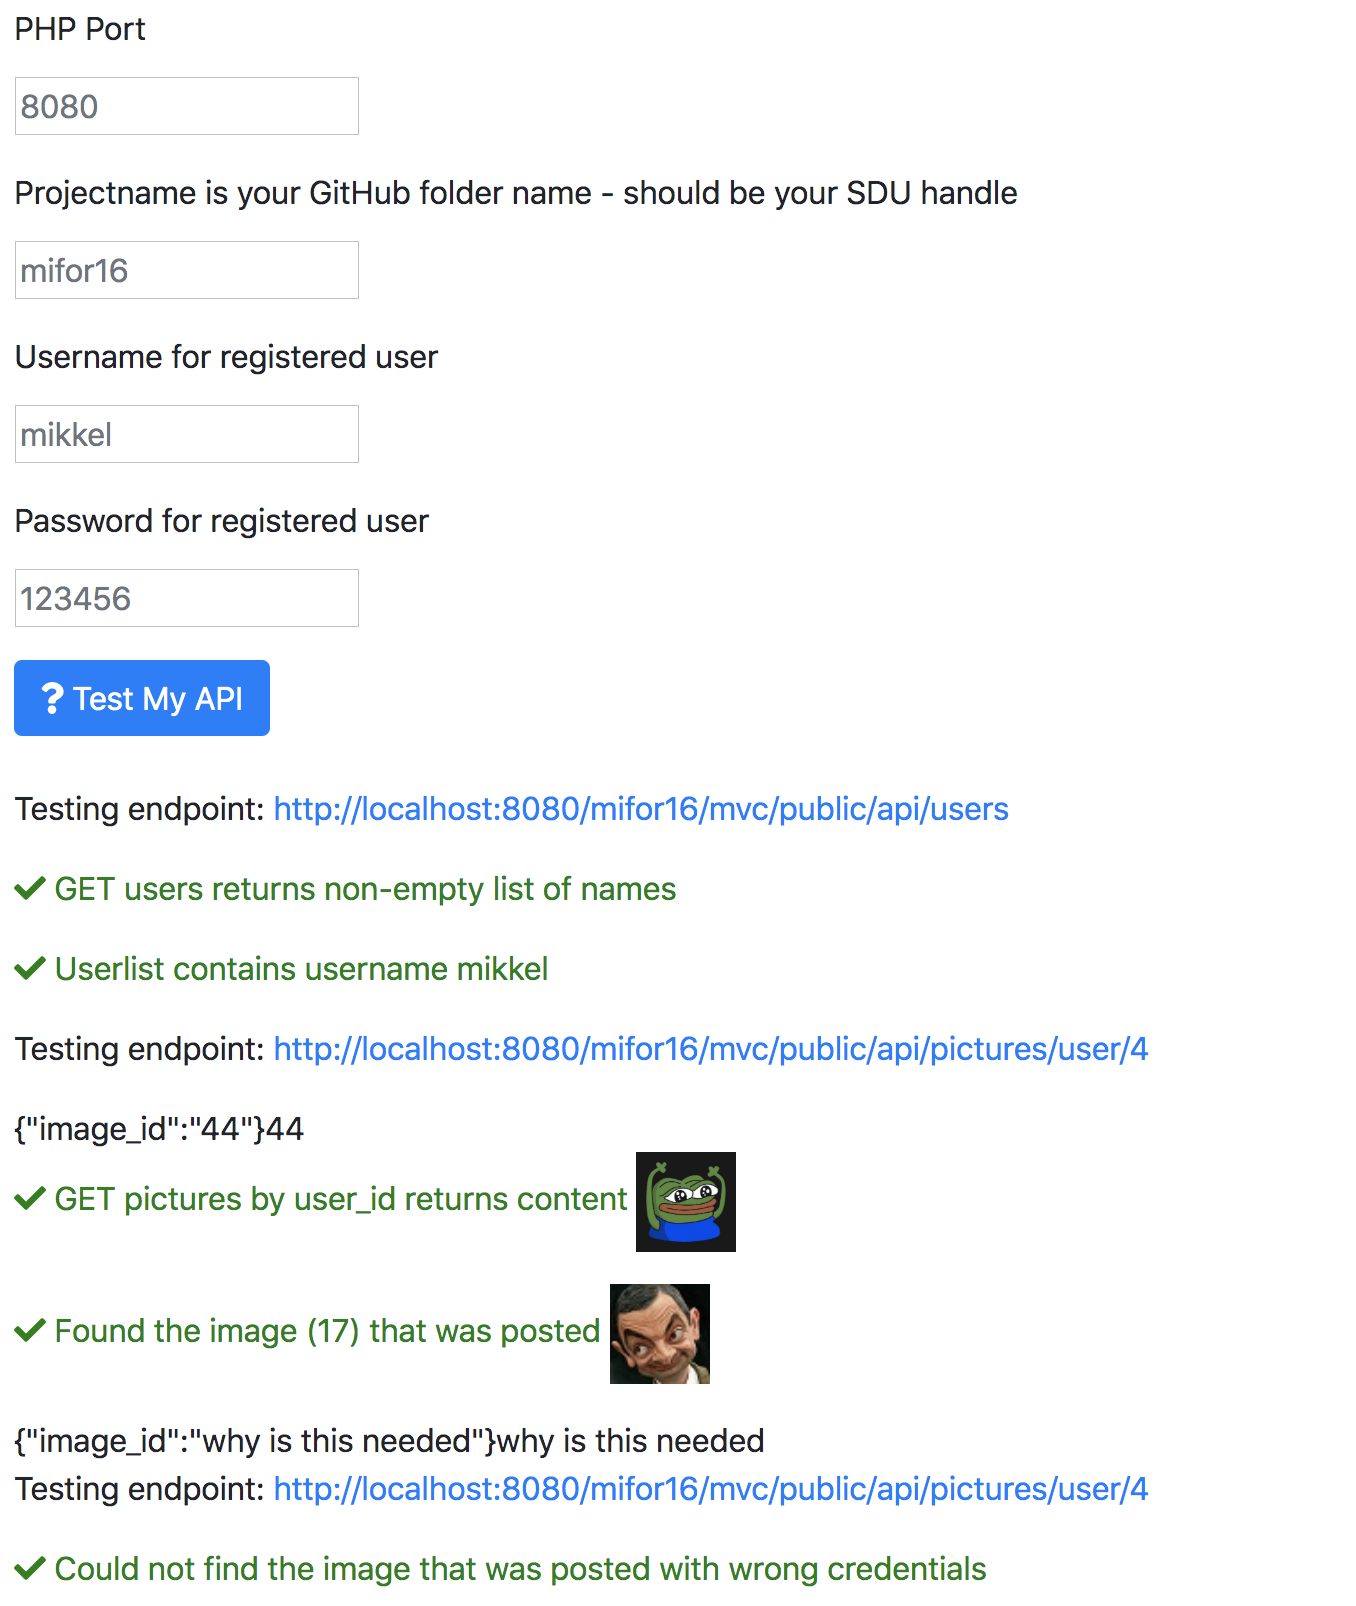 PHP Port
8080
Projectname is your GitHub folder name - should be your SDU handle
mifor16
Username for registered user
mikkel
Password for registered user
123456
? Test My API
Testing endpoint: http://localhost:8080/mifor16/mvc/public/api/users
✔ GET users returns non-empty list of names
✔ Userlist contains username mikkel
Testing endpoint: http://localhost:8080/mifor16/mvc/public/api/pictures/user/4
{"image_id":"44"}44
✔ GET pictures by user_id returns content
✔ Found the image (17) that was posted
{"image_id":"why is this needed"}why is this needed
Testing endpoint: http://localhost:8080/mifor16/mvc/public/api/pictures/user/4
✔ Could not find the image that was posted with wrong credentials